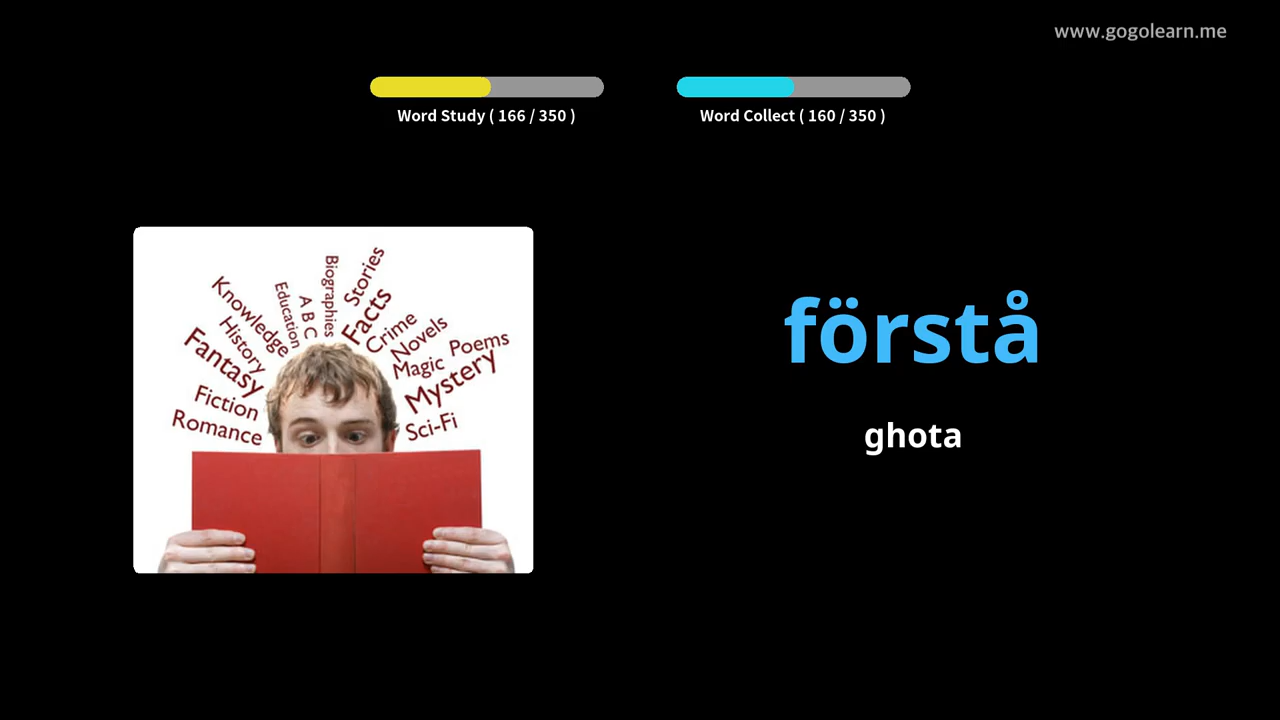 www.gogolearn.me
Word Study ( 166 / 350 )
Word Collect ( 160 / 350 )
Biographies
Stories
Education
A B C
Facts
Knowledge
Crime
History
Novels
Poems
Fantasy
Magic
Mystery
Fiction
Romance
Sci-Fi
förstå
ghota